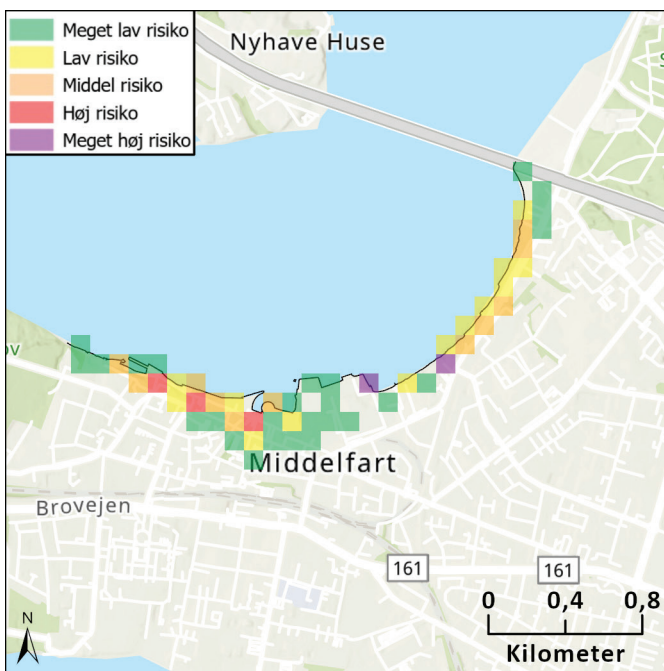 Meget lav risiko
Lav risiko
Middel risiko
Høj risiko
Meget høj risiko
Nyhave Huse
S
ov
Middelfart
Brovejen
161
161
0 0,4 0,8
Kilometer
N